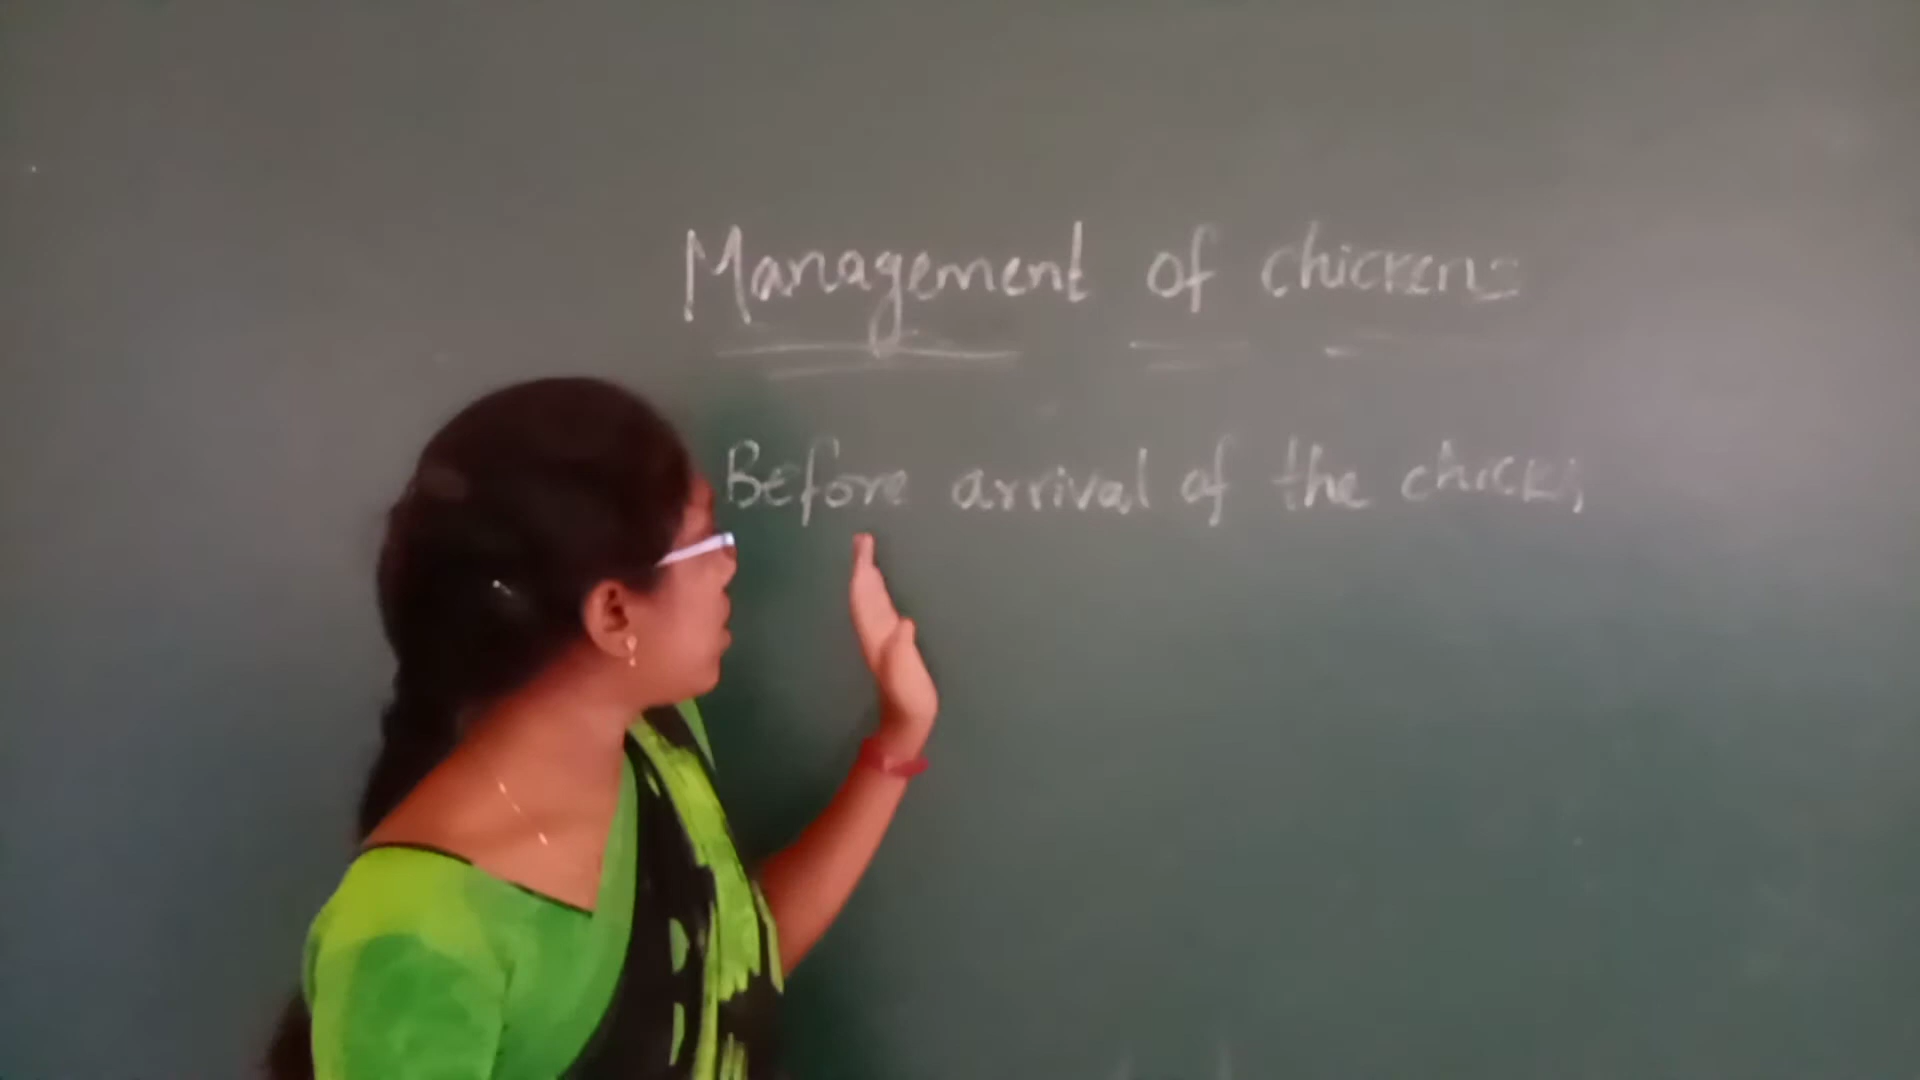 Management of chickens
Before arrival of the chicks,